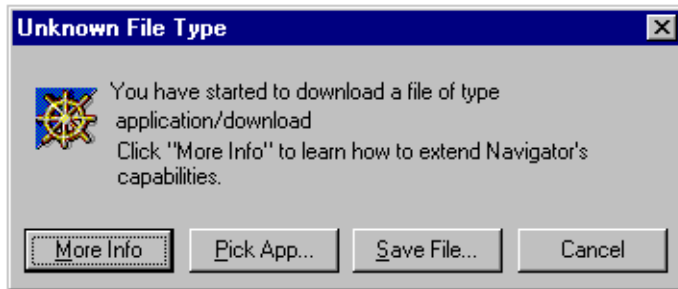 Unknown File Type
You have started to download a file of type
application/download
Click "More Info" to learn how to extend Navigator's
capabilities.
More Info
Pick App...
Save File...
Cancel